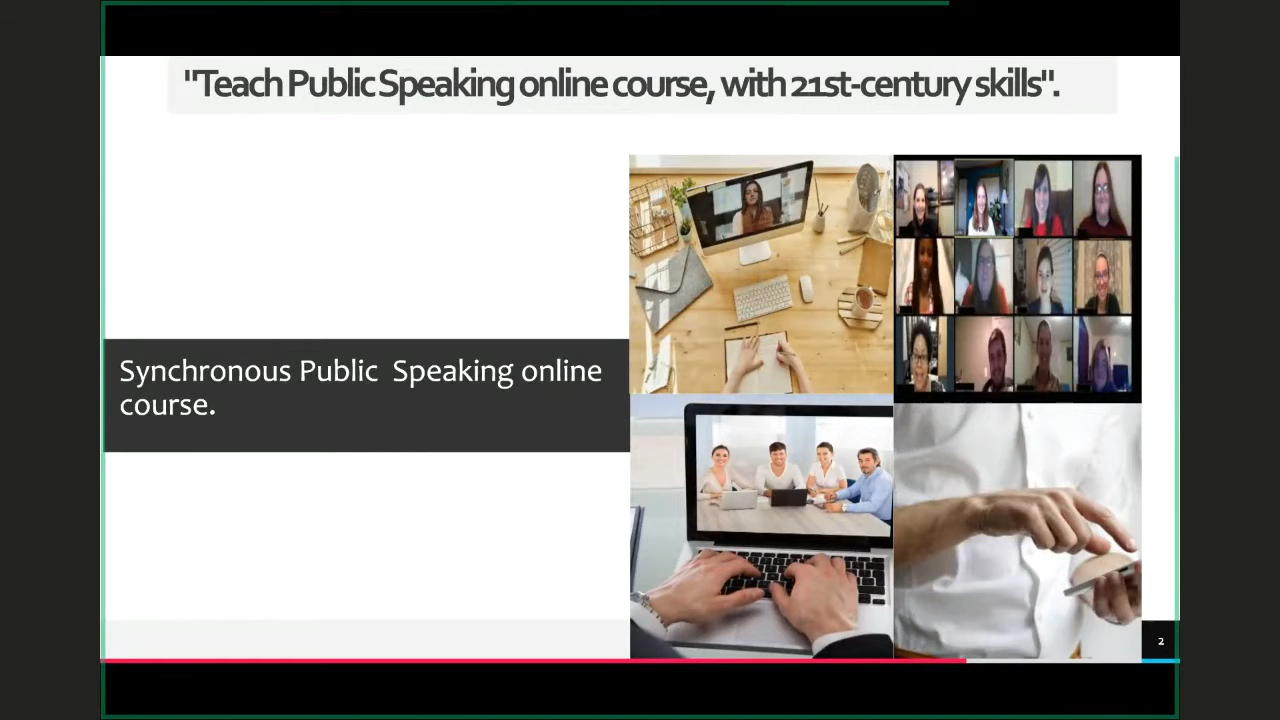 "Teach Public Speaking online course, with 21st-century skills".
Synchronous Public Speaking online
course.
2